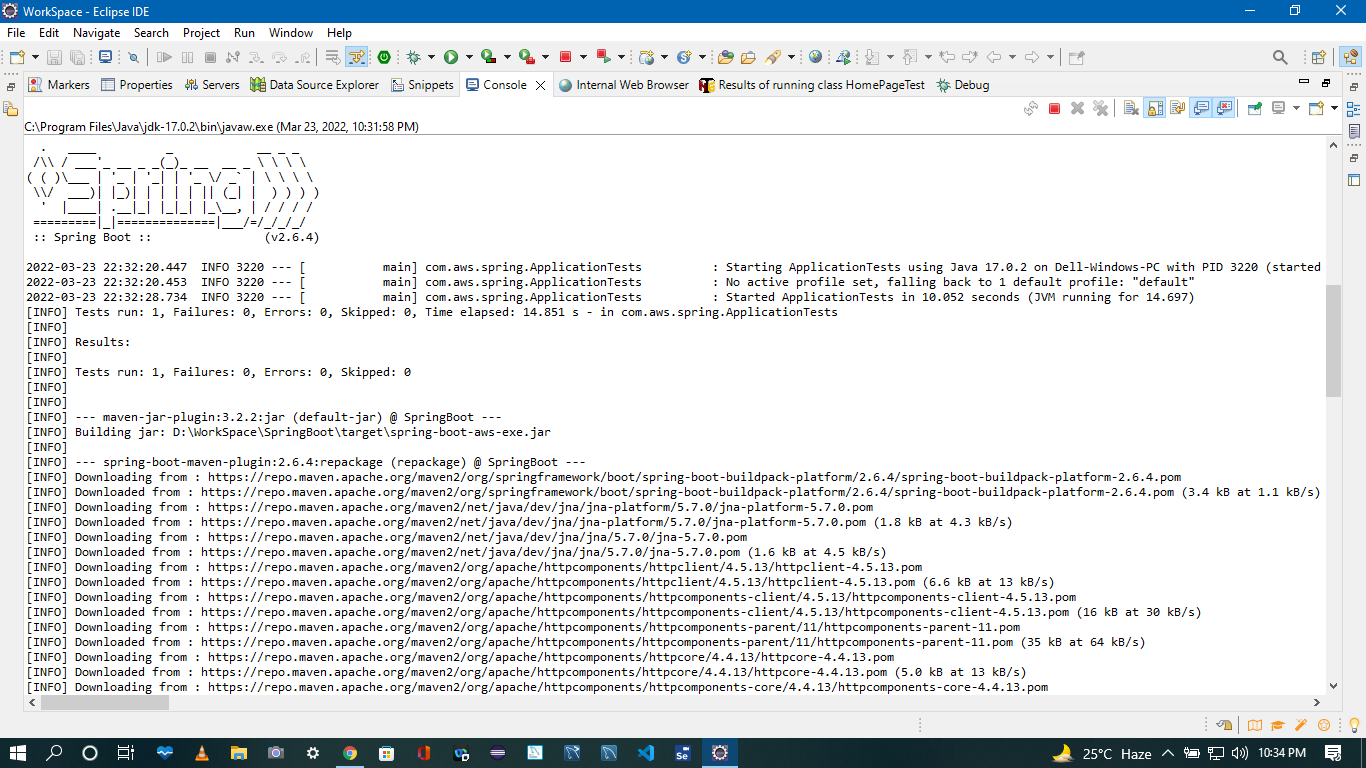 WorkSpace - Eclipse IDE
File Edit Navigate Search Project Run Window Help
Markers Properties Servers Data Source Explorer Snippets Console Internal Web Browser Results of running class HomePageTest Debug
C:\Program Files\Java\jdk-17.0.2\bin\javaw.exe (Mar 23, 2022, 10:31:58 PM)
  .   ____          _            __ _ _
 /\\ / ___'_ __ _ _(_)_ __  __ _ \ \ \ \
( ( )\___ | '_ | '_| | '_ \/ _` | \ \ \ \
 \\/  ___)| |_)| | | | | || (_| |  ) ) ) )
  '  |____| .__|_| |_|_| |_\__, | / / / /
 =========|_|==============|___/=/_/_/_/
 :: Spring Boot ::                (v2.6.4)
2022-03-23 22:32:20.447  INFO 3220 --- [           main] com.aws.spring.ApplicationTests          : Starting ApplicationTests using Java 17.0.2 on Dell-Windows-PC with PID 3220 (started
2022-03-23 22:32:20.453  INFO 3220 --- [           main] com.aws.spring.ApplicationTests          : No active profile set, falling back to 1 default profile: "default"
2022-03-23 22:32:28.734  INFO 3220 --- [           main] com.aws.spring.ApplicationTests          : Started ApplicationTests in 10.052 seconds (JVM running for 14.697)
[INFO] Tests run: 1, Failures: 0, Errors: 0, Skipped: 0, Time elapsed: 14.851 s - in com.aws.spring.ApplicationTests
[INFO]
[INFO] Results:
[INFO]
[INFO] Tests run: 1, Failures: 0, Errors: 0, Skipped: 0
[INFO]
[INFO]
[INFO] --- maven-jar-plugin:3.2.2:jar (default-jar) @ SpringBoot ---
[INFO] Building jar: D:\WorkSpace\SpringBoot\target\spring-boot-aws-exe.jar
[INFO]
[INFO] --- spring-boot-maven-plugin:2.6.4:repackage (repackage) @ SpringBoot ---
[INFO] Downloading from : https://repo.maven.apache.org/maven2/org/springframework/boot/spring-boot-buildpack-platform/2.6.4/spring-boot-buildpack-platform-2.6.4.pom
[INFO] Downloaded from : https://repo.maven.apache.org/maven2/org/springframework/boot/spring-boot-buildpack-platform/2.6.4/spring-boot-buildpack-platform-2.6.4.pom (3.4 kB at 1.1 kB/s)
[INFO] Downloading from : https://repo.maven.apache.org/maven2/net/java/dev/jna/jna-platform/5.7.0/jna-platform-5.7.0.pom
[INFO] Downloaded from : https://repo.maven.apache.org/maven2/net/java/dev/jna/jna-platform/5.7.0/jna-platform-5.7.0.pom (1.8 kB at 4.3 kB/s)
[INFO] Downloading from : https://repo.maven.apache.org/maven2/net/java/dev/jna/jna/5.7.0/jna-5.7.0.pom
[INFO] Downloaded from : https://repo.maven.apache.org/maven2/net/java/dev/jna/jna/5.7.0/jna-5.7.0.pom (1.6 kB at 4.5 kB/s)
[INFO] Downloading from : https://repo.maven.apache.org/maven2/org/apache/httpcomponents/httpclient/4.5.13/httpclient-4.5.13.pom
[INFO] Downloaded from : https://repo.maven.apache.org/maven2/org/apache/httpcomponents/httpclient/4.5.13/httpclient-4.5.13.pom (6.6 kB at 13 kB/s)
[INFO] Downloading from : https://repo.maven.apache.org/maven2/org/apache/httpcomponents/httpcomponents-client/4.5.13/httpcomponents-client-4.5.13.pom
[INFO] Downloaded from : https://repo.maven.apache.org/maven2/org/apache/httpcomponents/httpcomponents-client/4.5.13/httpcomponents-client-4.5.13.pom (16 kB at 30 kB/s)
[INFO] Downloading from : https://repo.maven.apache.org/maven2/org/apache/httpcomponents/httpcomponents-parent/11/httpcomponents-parent-11.pom
[INFO] Downloaded from : https://repo.maven.apache.org/maven2/org/apache/httpcomponents/httpcomponents-parent/11/httpcomponents-parent-11.pom (35 kB at 64 kB/s)
[INFO] Downloading from : https://repo.maven.apache.org/maven2/org/apache/httpcomponents/httpcore/4.4.13/httpcore-4.4.13.pom
[INFO] Downloaded from : https://repo.maven.apache.org/maven2/org/apache/httpcomponents/httpcore/4.4.13/httpcore-4.4.13.pom (5.0 kB at 13 kB/s)
[INFO] Downloading from : https://repo.maven.apache.org/maven2/org/apache/httpcomponents/httpcomponents-core/4.4.13/httpcomponents-core-4.4.13.pom
25°C Haze 10:34 PM